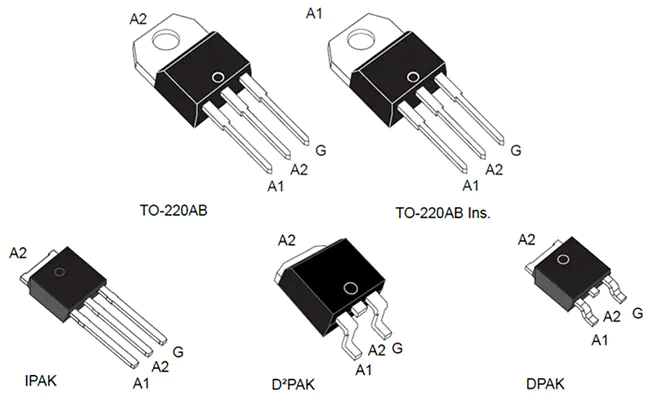 A2
A1
G
A2
A1
G
A2
A1
TO-220AB
TO-220AB Ins.
A2
A2
A2
G
A2
A1
A2 G
A1
A2 G
A1
IPAK
D²PAK
DPAK